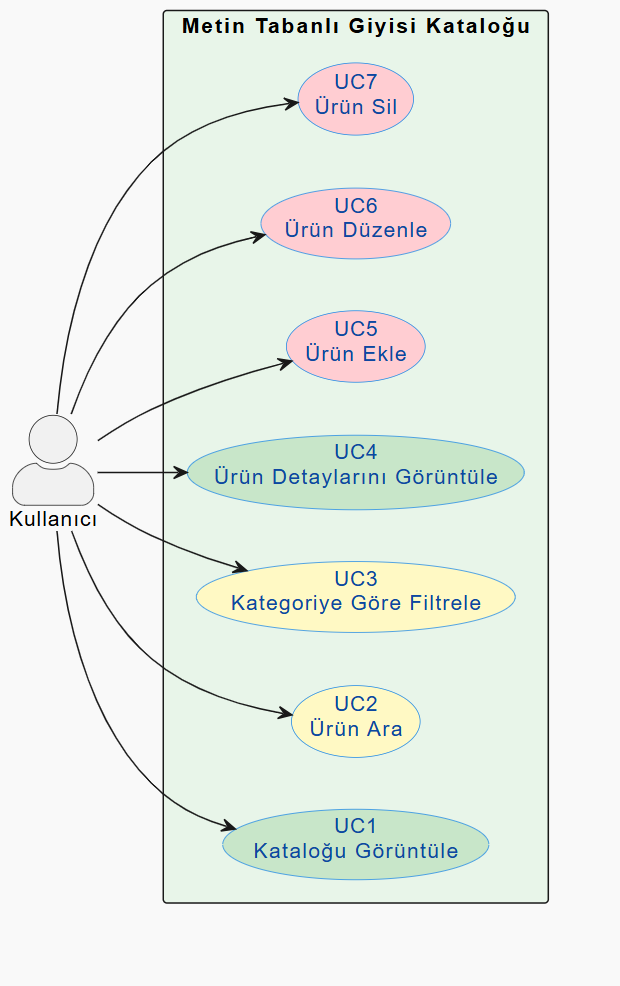 Metin Tabanlı Giyisi Kataloğu
UC7
Ürün Sil
UC6
Ürün Düzenle
UC5
Ürün Ekle
UC4
Ürün Detaylarını Görüntüle
Kullanıcı
UC3
Kategoriye Göre Filtrele
UC2
Ürün Ara
UC1
Kataloğu Görüntüle